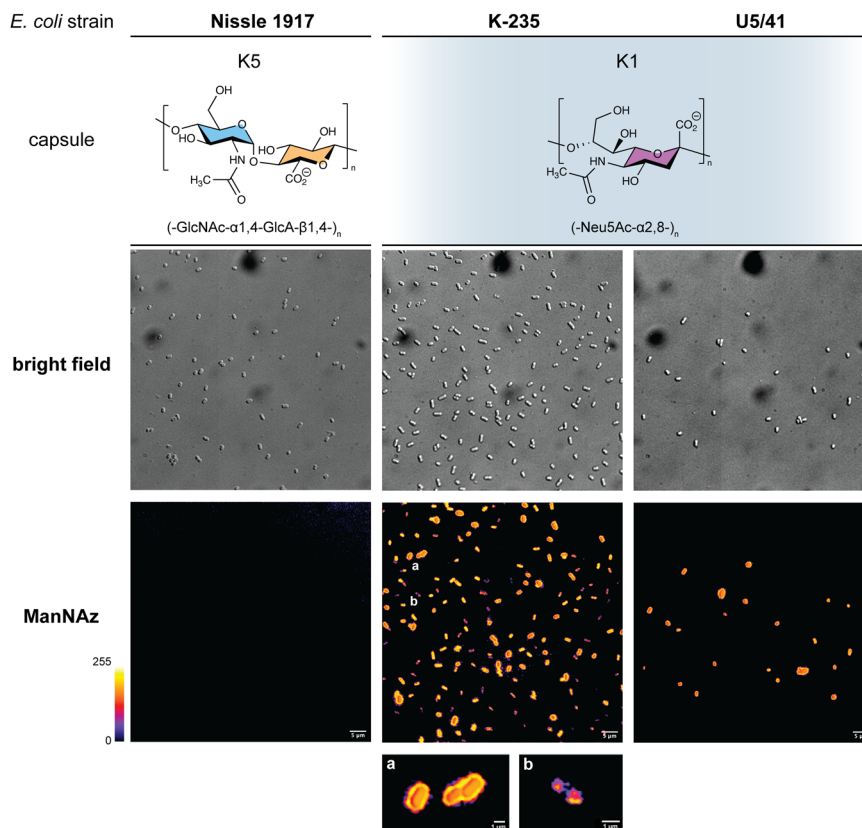 E. coli strain Nissle 1917 K-235 U5/41
K5 K1
capsule
OH
O
O
HO
HN
O
H₃C
O
HO
OH
O
CO₂⊖
n
OH
OH
O
HN
O
CO₂⊖
H₃C
O
HO
n
(-GlcNAc-α1,4-GlcA-β1,4-)n (-Neu5Ac-α2,8-)n
bright field
ManNAz
a
b
255
0
5 µm 5 µm 5 µm
a b
1 µm 1 µm